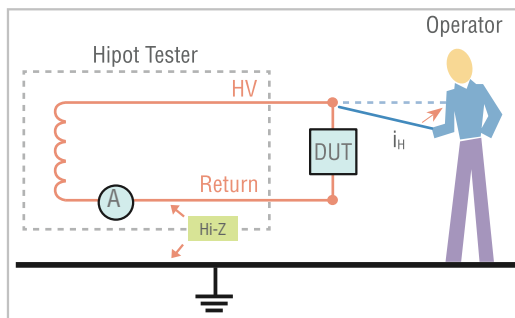 Operator
Hipot Tester
HV
DUT
iH
Return
A
Hi-Z